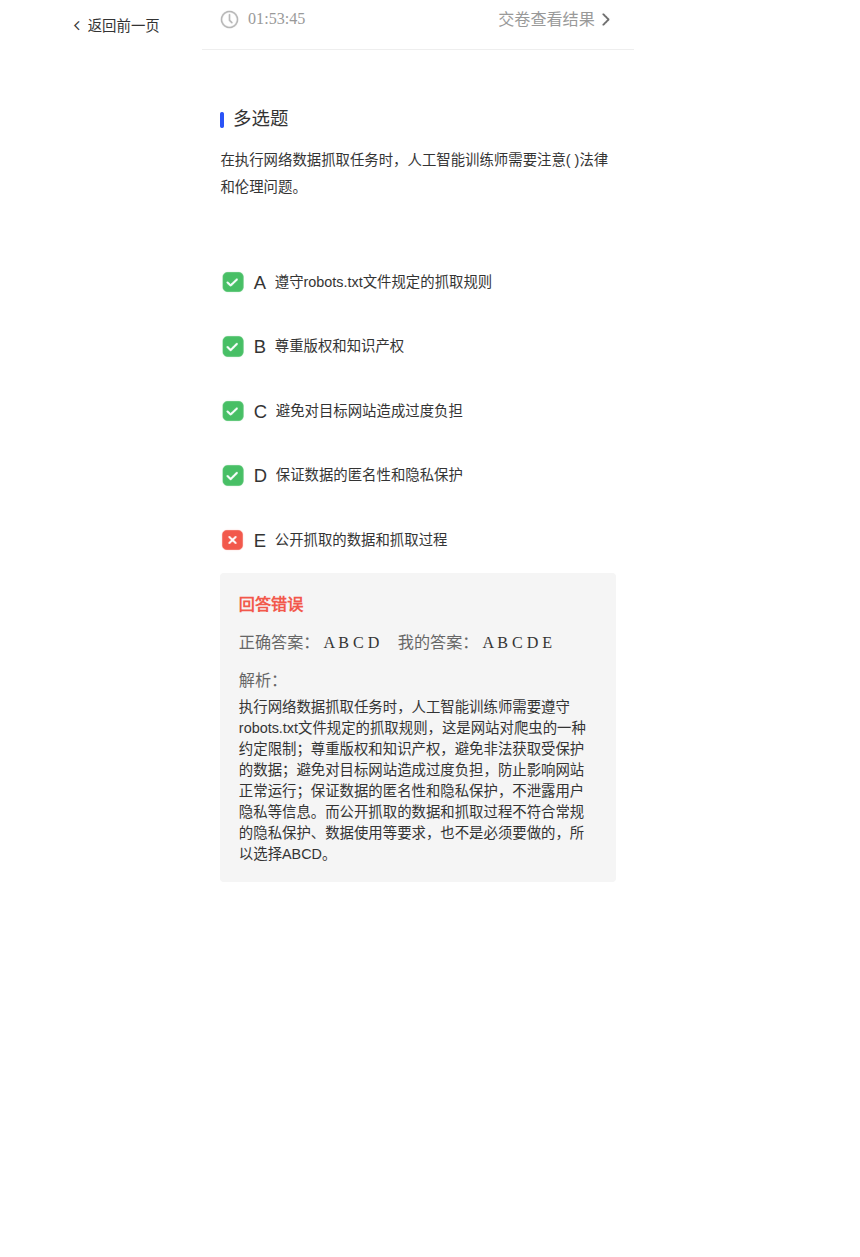 返回前一页
01:53:45
交卷查看结果
多选题
在执行网络数据抓取任务时，人工智能训练师需要注意( )法律
和伦理问题。
A 遵守robots.txt文件规定的抓取规则
B 尊重版权和知识产权
C 避免对目标网站造成过度负担
D 保证数据的匿名性和隐私保护
E 公开抓取的数据和抓取过程
回答错误
正确答案： A B C D 我的答案： A B C D E
解析：
执行网络数据抓取任务时，人工智能训练师需要遵守
robots.txt文件规定的抓取规则，这是网站对爬虫的一种
约定限制；尊重版权和知识产权，避免非法获取受保护
的数据；避免对目标网站造成过度负担，防止影响网站
正常运行；保证数据的匿名性和隐私保护，不泄露用户
隐私等信息。而公开抓取的数据和抓取过程不符合常规
的隐私保护、数据使用等要求，也不是必须要做的，所
以选择ABCD。